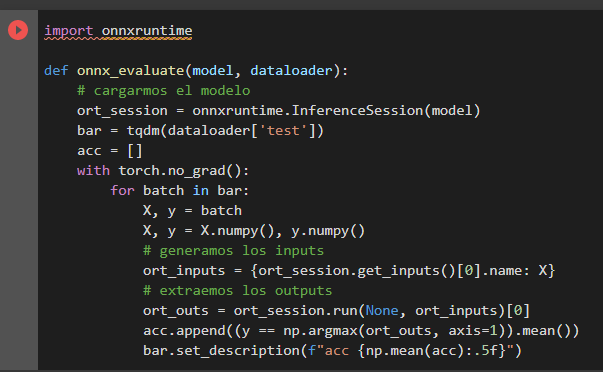 import onnxruntime
def onnx_evaluate(model, dataloader):
# cargarmos el modelo
ort_session = onnxruntime.InferenceSession(model)
bar = tqdm(dataloader['test'])
acc = []
with torch.no_grad():
for batch in bar:
X, y = batch
X, y = X.numpy(), y.numpy()
# generamos los inputs
ort_inputs = {ort_session.get_inputs()[0].name: X}
# extraemos los outputs
ort_outs = ort_session.run(None, ort_inputs)[0]
acc.append((y == np.argmax(ort_outs, axis=1)).mean())
bar.set_description(f"acc {np.mean(acc):.5f}")